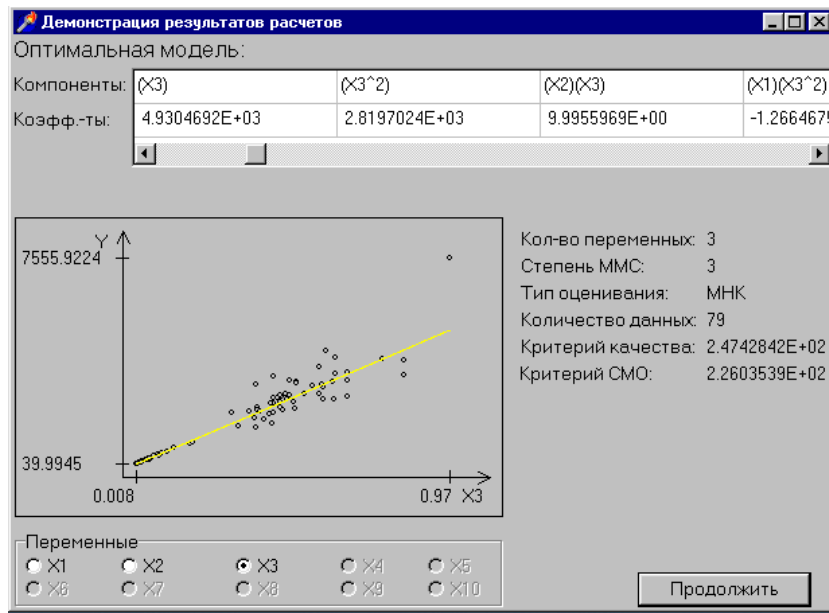 Демонстрация результатов расчетов
Оптимальная модель:
Компоненты: (X3) (X3^2) (X2)(X3) (X1)(X3^2)
Коэфф.-ты: 4.9304692E+03 2.8197024E+03 9.9955969E+00 -1.266467
Y
7555.9224
39.9945
0.008 0.97 X3
Кол-во переменных: 3
Степень ММС: 3
Тип оценивания: МНК
Количество данных: 79
Критерий качества: 2.4742842E+02
Критерий СМО: 2.2603539E+02
Переменные
X1 X2 X3 X4 X5
X6 X7 X8 X9 X10
Продолжить